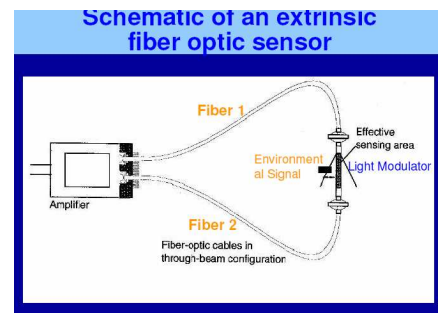 Schematic of an extrinsic
fiber optic sensor
Fiber 1
Effective
sensing area
Environment
al Signal
Light Modulator
Amplifier
Fiber 2
Fiber-optic cables in
through-beam configuration